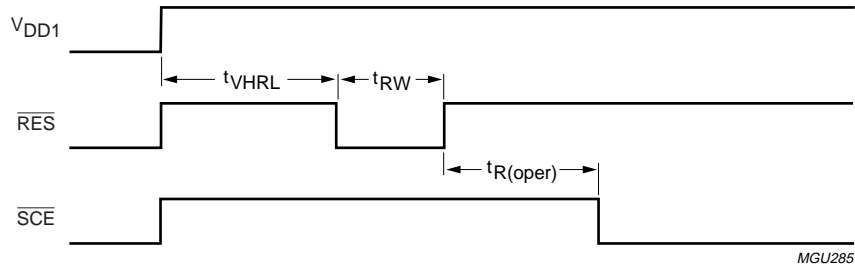 VDD1
tVHRL
tRW
RES
tR(oper)
SCE
MGU285